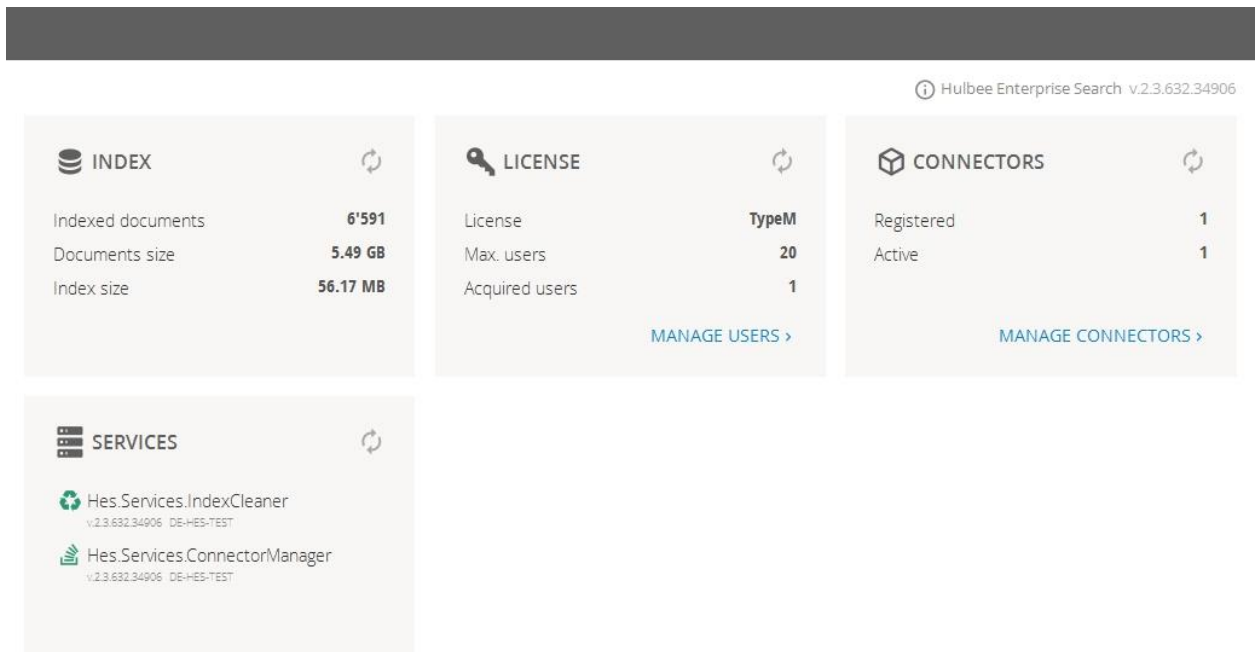 Hulbee Enterprise Search v.2.3.632.34906
INDEX
Indexed documents 6'591
Documents size 5.49 GB
Index size 56.17 MB
LICENSE
License TypeM
Max. users 20
Acquired users 1
MANAGE USERS ›
CONNECTORS
Registered 1
Active 1
MANAGE CONNECTORS ›
SERVICES
Hes.Services.IndexCleaner
v.2.3.632.34906 DE-HES-TEST
Hes.Services.ConnectorManager
v.2.3.632.34906 DE-HES-TEST